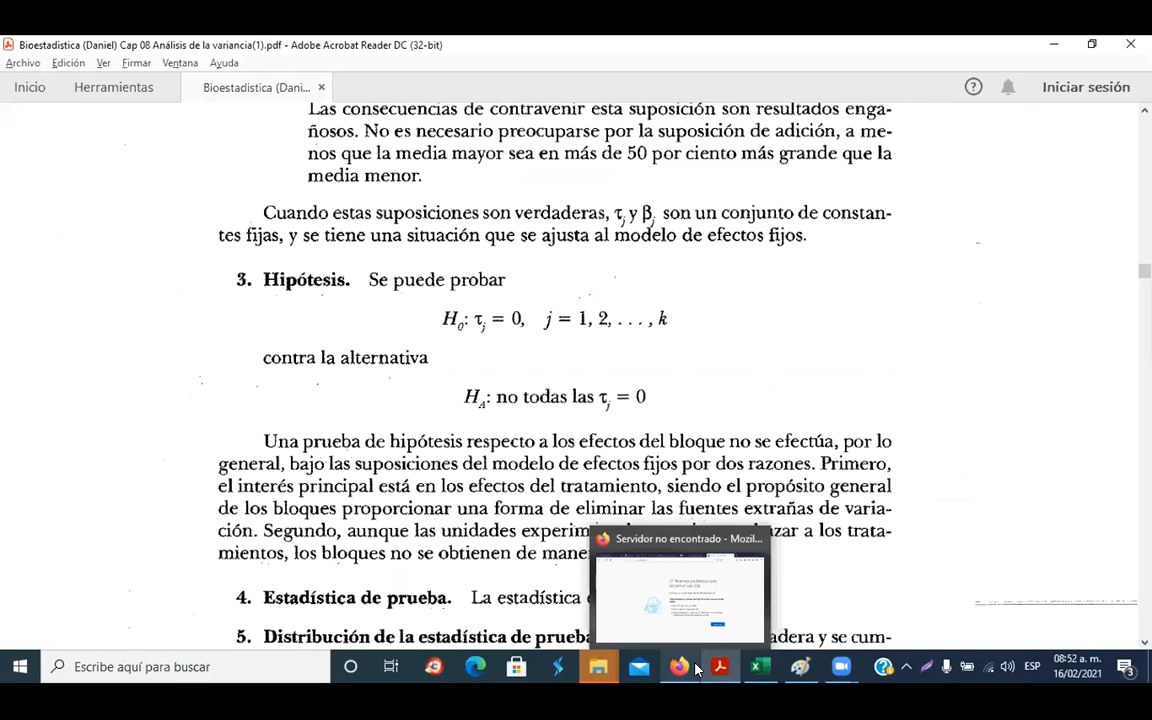 Bioestadistica (Daniel) Cap 08 Análisis de la variancia(1).pdf - Adobe Acrobat Reader DC (32-bit)
Archivo Edición Ver Firmar Ventana Ayuda
Inicio Herramientas Bioestadistica (Dani... × Iniciar sesión
Las consecuencias de contravenir esta suposición son resultados enga-
ñosos. No es necesario preocuparse por la suposición de adición, a me-
nos que la media mayor sea en más de 50 por ciento más grande que la
media menor.
Cuando estas suposiciones son verdaderas, τj y βj son un conjunto de constan-
tes fijas, y se tiene una situación que se ajusta al modelo de efectos fijos.
3. Hipótesis. Se puede probar
H0: τj = 0, j = 1, 2, . . . , k
contra la alternativa
HA: no todas las τj = 0
Una prueba de hipótesis respecto a los efectos del bloque no se efectúa, por lo
general, bajo las suposiciones del modelo de efectos fijos por dos razones. Primero,
el interés principal está en los efectos del tratamiento, siendo el propósito general
de los bloques proporcionar una forma de eliminar las fuentes extrañas de varia-
ción. Segundo, aunque las unidades experim azar a los trata-
mientos, los bloques no se obtienen de mane
Servidor no encontrado - Mozil...
4. Estadística de prueba. La estadística
5. Distribución de la estadística de prueba adera y se cum-
Escribe aquí para buscar
ESP
08:52 a. m.
16/02/2021
3